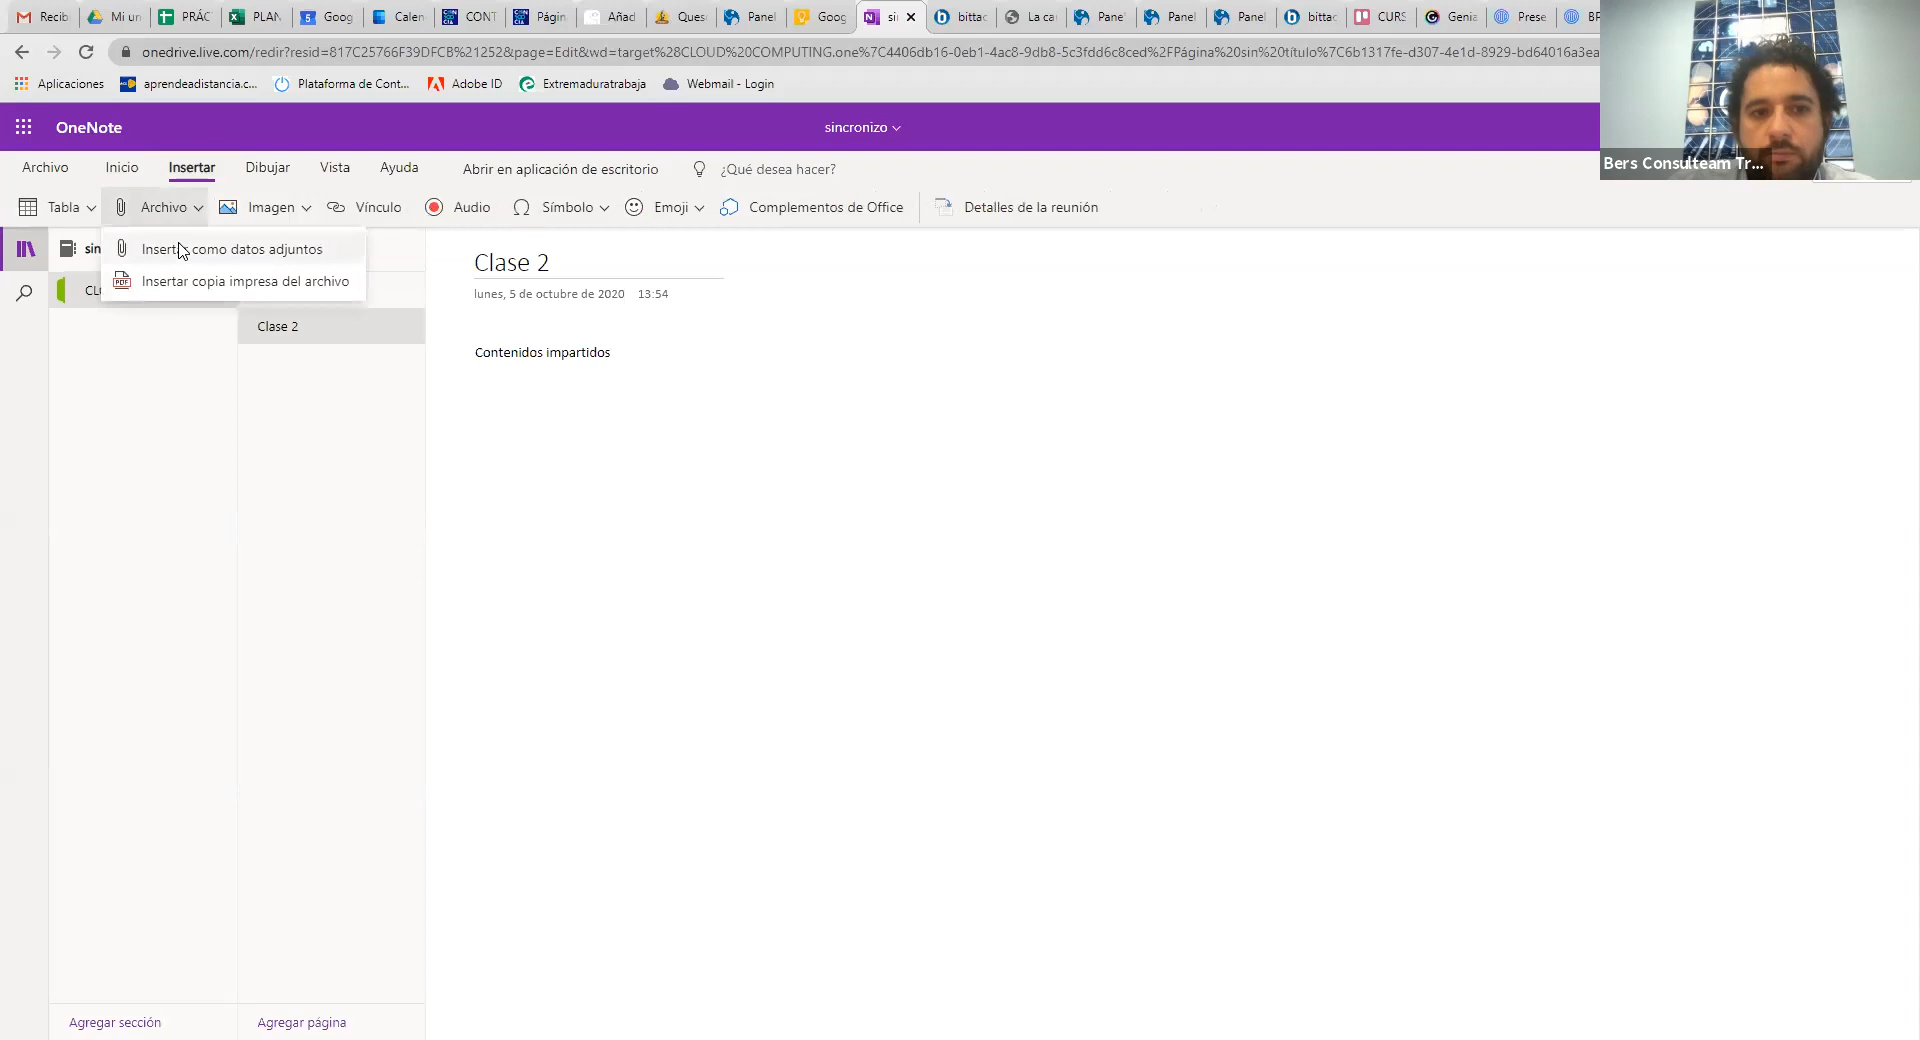 Recib Mi un PRÁC PLAN Goog Calen CONT Págin Añad Ques Panel Goog sin bittac La ca Panel Panel Panel bittac CURS Genia Prese BF
onedrive.live.com/redir?resid=817C25766F39DFCB%21252&page=Edit&wd=target%28CLOUD%20COMPUTING.one%7C4406db16-0eb1-4ac8-9db8-5c3fdd6c8ced%2FPágina%20sin%20título%7C6b1317fe-d307-4e1d-8929-bd64016a3ea
Aplicaciones aprendeadistancia.c... Plataforma de Cont... Adobe ID Extremaduratrabaja Webmail - Login
OneNote sincronizo
Archivo Inicio Insertar Dibujar Vista Ayuda Abrir en aplicación de escritorio ¿Qué desea hacer?
Bers Consulteam Tr...
Tabla Archivo Imagen Vínculo Audio Símbolo Emoji Complementos de Office Detalles de la reunión
sin
Insertar como datos adjuntos
Insertar copia impresa del archivo
Clase 2
lunes, 5 de octubre de 2020 13:54
Clase 2
Contenidos impartidos
Agregar sección Agregar página